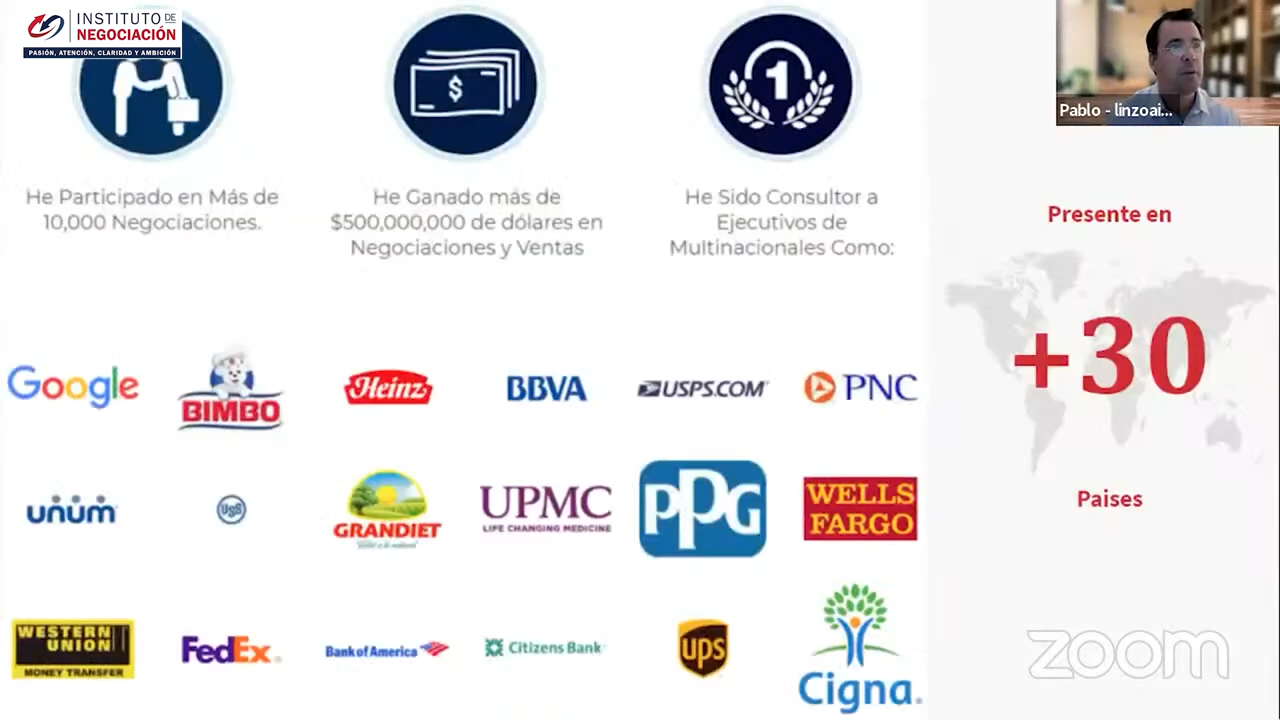 INSTITUTO DE
NEGOCIACIÓN
PASIÓN, ATENCIÓN, CLARIDAD Y AMBICIÓN
$
1
Pablo - linzoai...
He Participado en Más de
10,000 Negociaciones.
He Ganado más de
$500,000,000 de dólares en
Negociaciones y Ventas
He Sido Consultor a
Ejecutivos de
Multinacionales Como:
Presente en
+30
Paises
Google
BIMBO
Heinz
BBVA
USPS.COM
PNC
unum
USS
GRANDIET
UPMC
LIFE CHANGING MEDICINE
PPG
WELLS
FARGO
WESTERN
UNION
MONEY TRANSFER
FedEx
Bank of America
Citizens Bank
ups
Cigna.
zoom